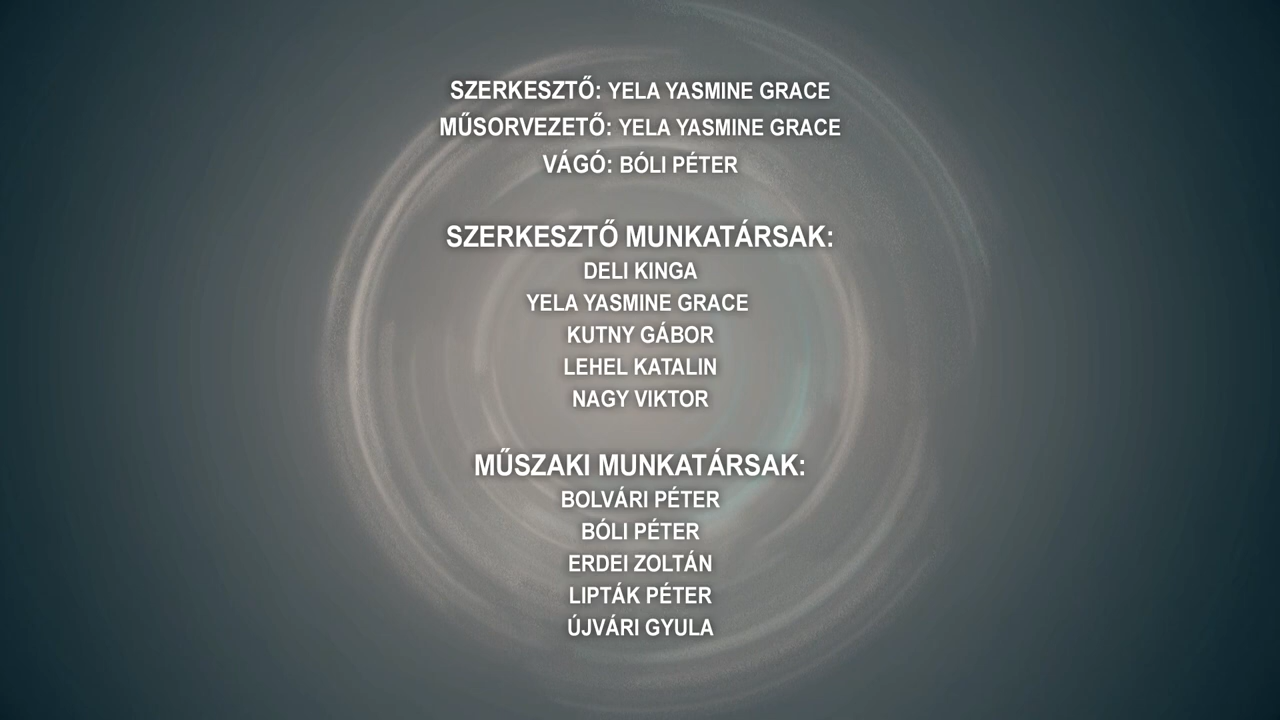 SZERKESZTŐ: YELA YASMINE GRACE
MŰSORVEZETŐ: YELA YASMINE GRACE
VÁGÓ: BÓLI PÉTER
SZERKESZTŐ MUNKATÁRSAK:
DELI KINGA
YELA YASMINE GRACE
KUTNY GÁBOR
LEHEL KATALIN
NAGY VIKTOR
MŰSZAKI MUNKATÁRSAK:
BOLVÁRI PÉTER
BÓLI PÉTER
ERDEI ZOLTÁN
LIPTÁK PÉTER
ÚJVÁRI GYULA